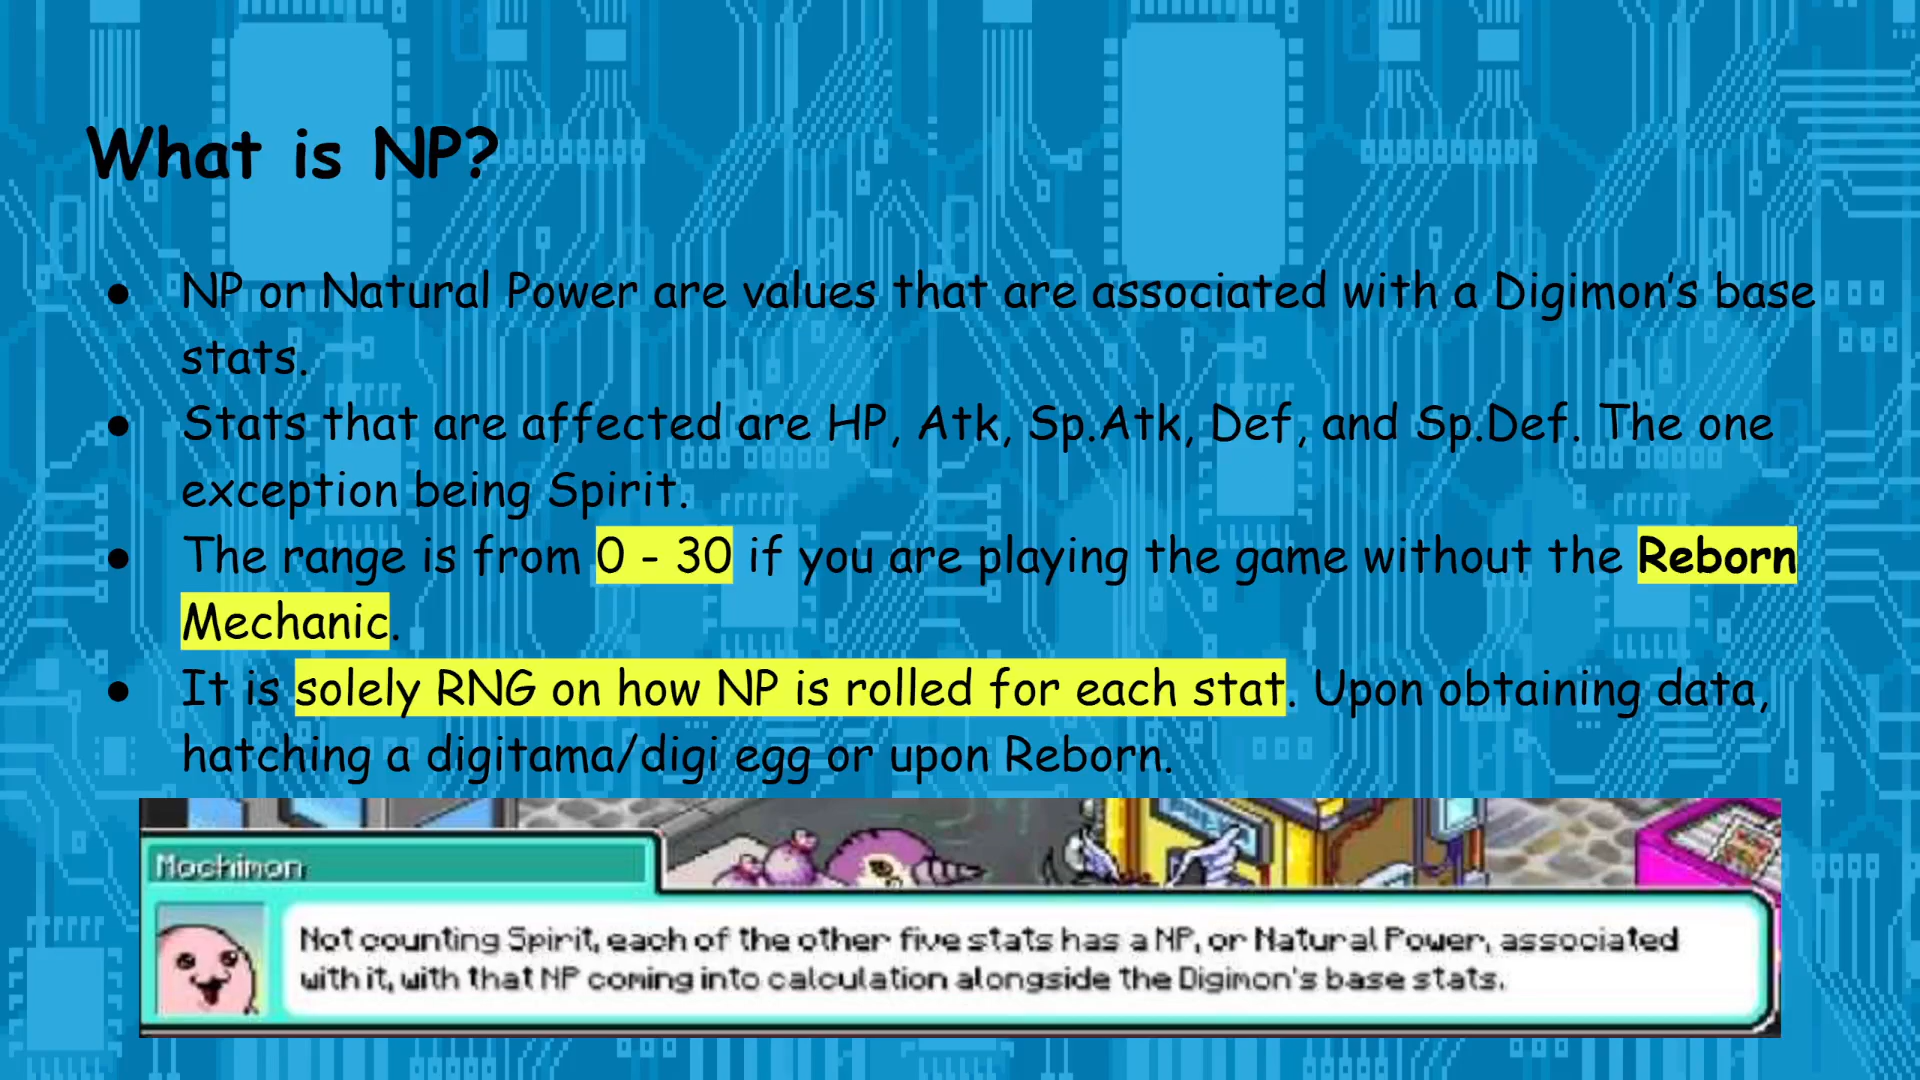 What is NP?
● NP or Natural Power are values that are associated with a Digimon’s base
stats.
● Stats that are affected are HP, Atk, Sp.Atk, Def, and Sp.Def. The one
exception being Spirit.
● The range is from 0 - 30 if you are playing the game without the Reborn
Mechanic.
● It is solely RNG on how NP is rolled for each stat. Upon obtaining data,
hatching a digitama/digi egg or upon Reborn.
Mochimon
Not counting Spirit, each of the other five stats has a NP, or Natural Power, associated
with it, with that NP coming into calculation alongside the Digimon's base stats.